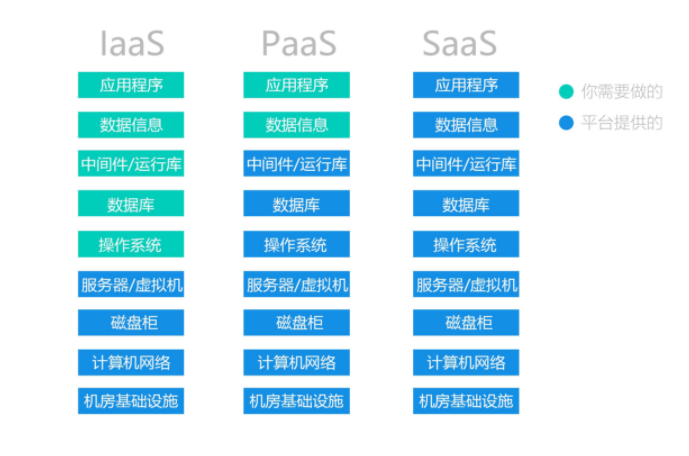 IaaS PaaS SaaS
应用程序 应用程序 应用程序
你需要做的
数据信息 数据信息 数据信息
平台提供的
中间件/运行库 中间件/运行库 中间件/运行库
数据库 数据库 数据库
操作系统 操作系统 操作系统
服务器/虚拟机 服务器/虚拟机 服务器/虚拟机
磁盘柜 磁盘柜 磁盘柜
计算机网络 计算机网络 计算机网络
机房基础设施 机房基础设施 机房基础设施